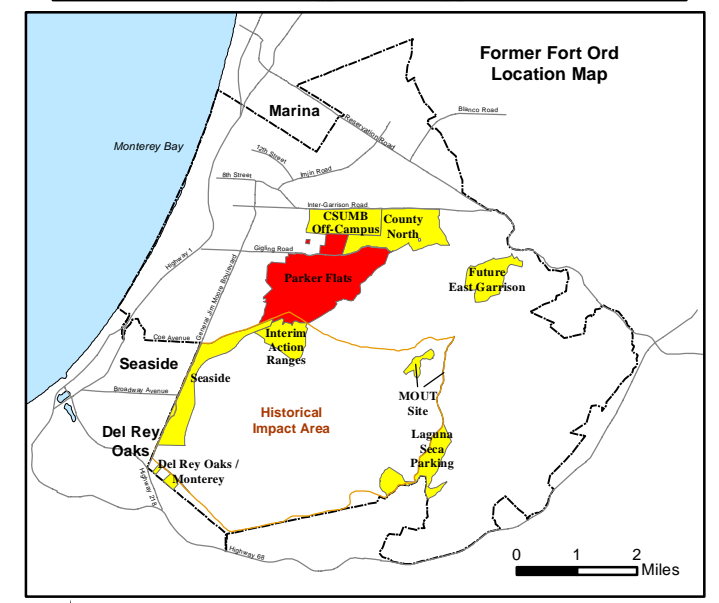 Former Fort Ord
Location Map
Marina
Blanco Road
Reservation Road
Monterey Bay
12th Street
Imjin Road
8th Street
Inter-Garrison Road
CSUMB
Off-Campus
County
North
Gigling Road
Highway 1
General Jim Moore Boulevard
Parker Flats
Future
East Garrison
Coe Avenue
Interim
Action
Ranges
Seaside
Seaside
Broadway Avenue
MOUT
Site
Historical
Impact Area
Del Rey
Oaks
Laguna
Seca
Parking
Del Rey Oaks /
Monterey
Highway 218
Highway 68
0 1 2
Miles